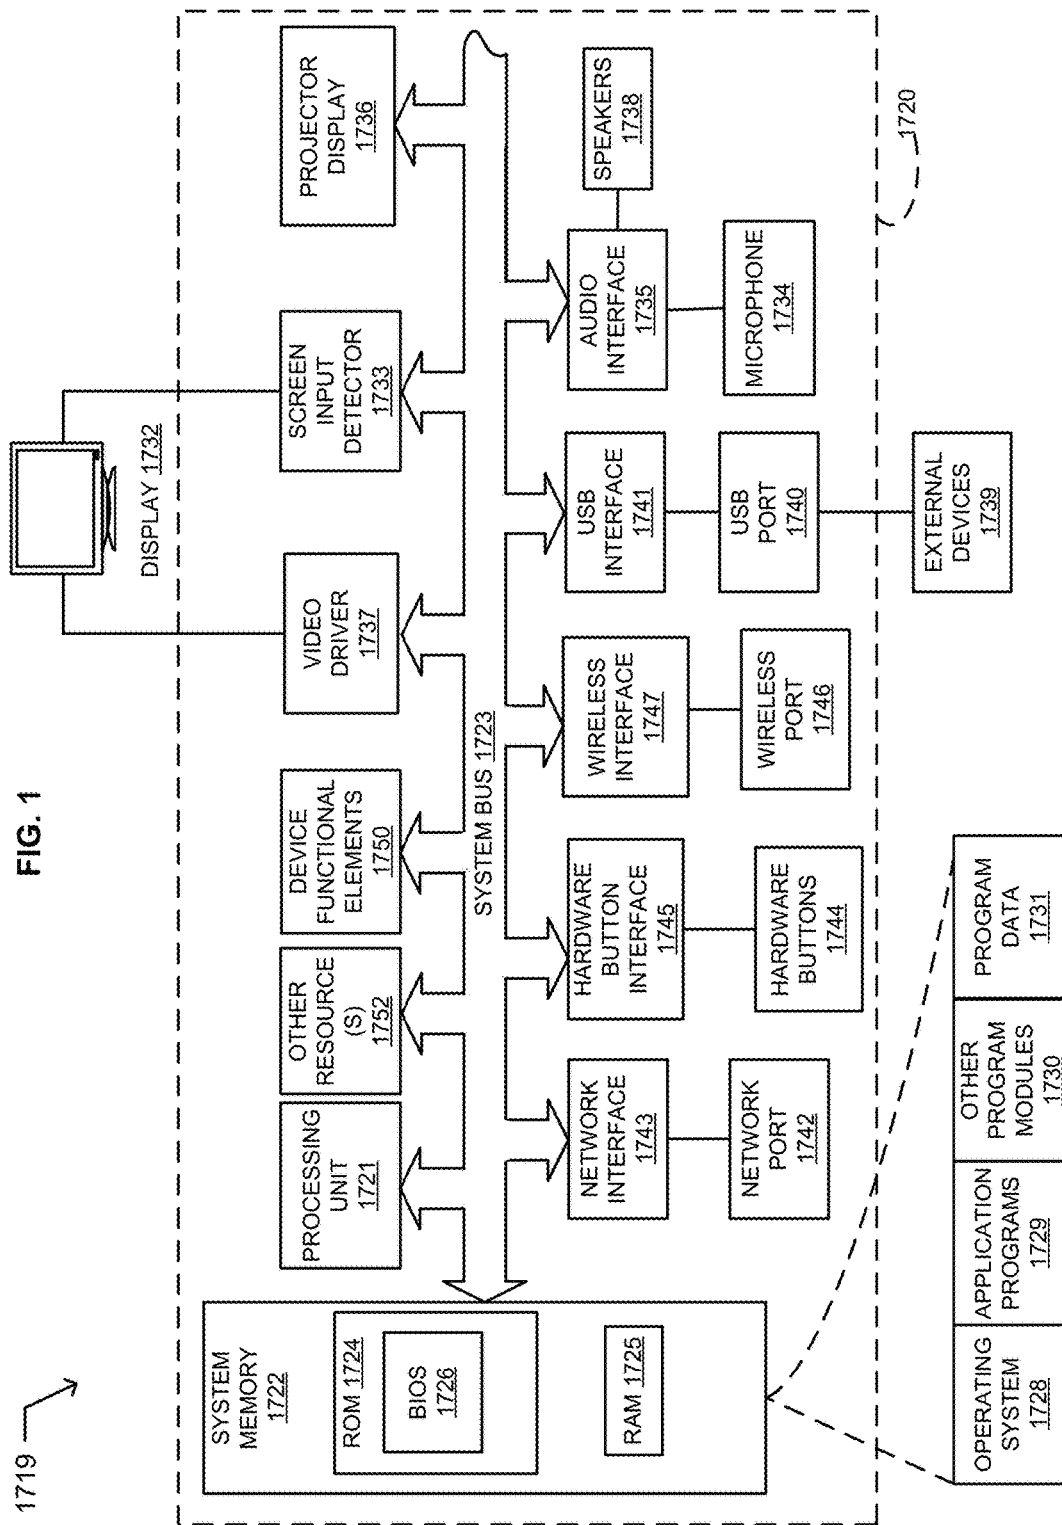 FIG. 1
1719
DISPLAY 1732
SYSTEM
MEMORY
1722
ROM 1724
BIOS
1726
RAM 1725
PROCESSING
UNIT
1721
OTHER
RESOURCE
(S)
1752
DEVICE
FUNCTIONAL
ELEMENTS
1750
VIDEO
DRIVER
1737
SCREEN
INPUT
DETECTOR
1733
PROJECTOR
DISPLAY
1736
SYSTEM BUS 1723
NETWORK
INTERFACE
1743
HARDWARE
BUTTON
INTERFACE
1745
WIRELESS
INTERFACE
1747
USB
INTERFACE
1741
AUDIO
INTERFACE
1735
SPEAKERS
1738
NETWORK
PORT
1742
HARDWARE
BUTTONS
1744
WIRELESS
PORT
1746
USB
PORT
1740
MICROPHONE
1734
1720
OPERATING
SYSTEM
1728
APPLICATION
PROGRAMS
1729
OTHER
PROGRAM
MODULES
1730
PROGRAM
DATA
1731
EXTERNAL
DEVICES
1739